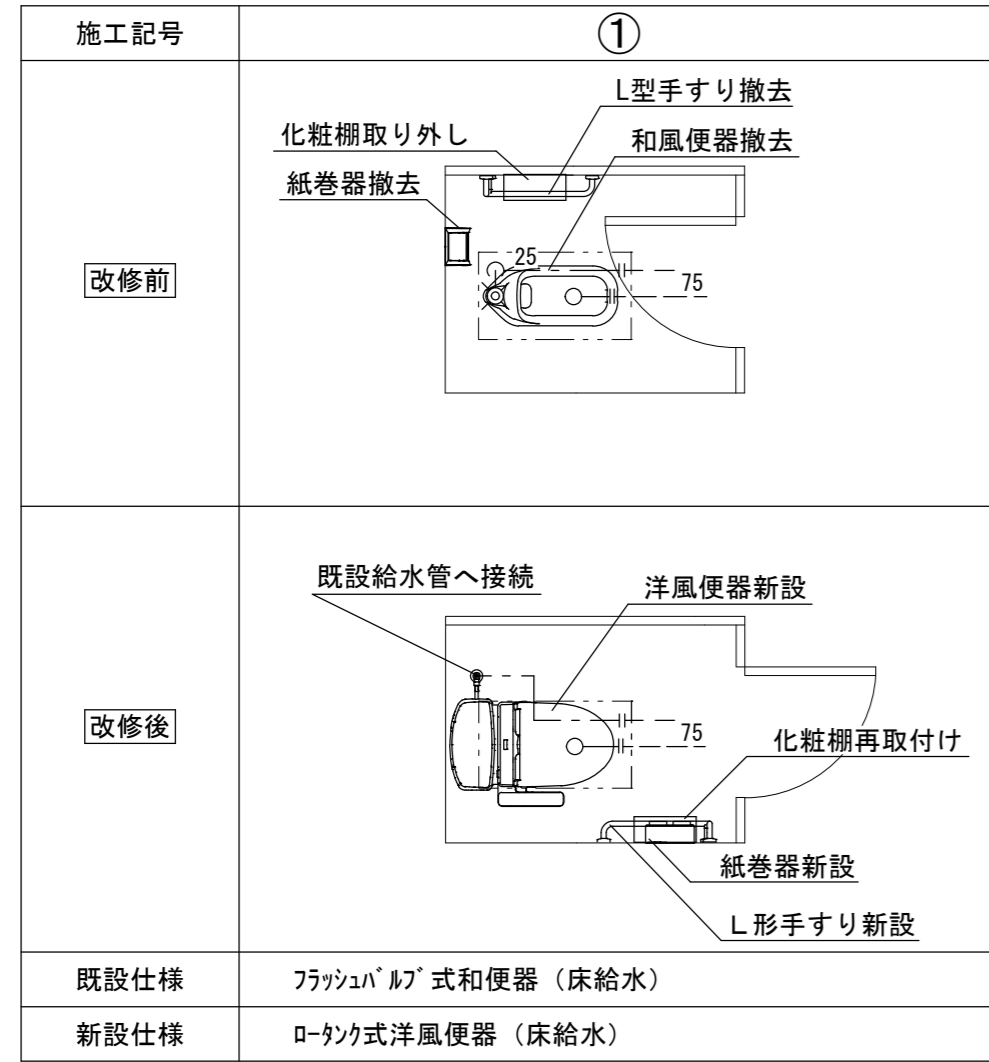 施工記号
①
改修前
L型手すり撤去
化粧棚取り外し
和風便器撤去
紙巻器撤去
25
75
改修後
既設給水管へ接続
洋風便器新設
75
化粧棚再取付け
紙巻器新設
L形手すり新設
既設仕様
フラッシュバルブ式和便器（床給水）
新設仕様
ロータンク式洋風便器（床給水）